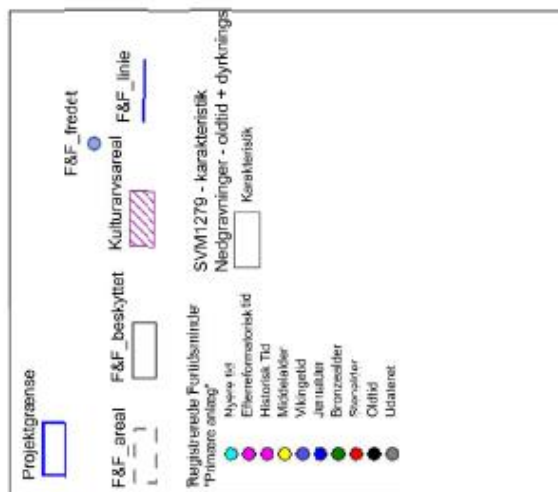 Projektgrænse
F&F_fredet
F&F_areal
F&F_beskyttet
Kulturarvsareal
F&F_linie
Registrerede Fortidsminder
"Primære anlæg"
Nyere tid
Efterreformatorisk tid
Historisk Tid
Middelalder
Vikingetid
Jernalder
Bronzealder
Stenalder
Oldtid
Udateret
SVM1279 - karakteristik
Nedgravninger - oldtid + dyrknings
Karakteristik